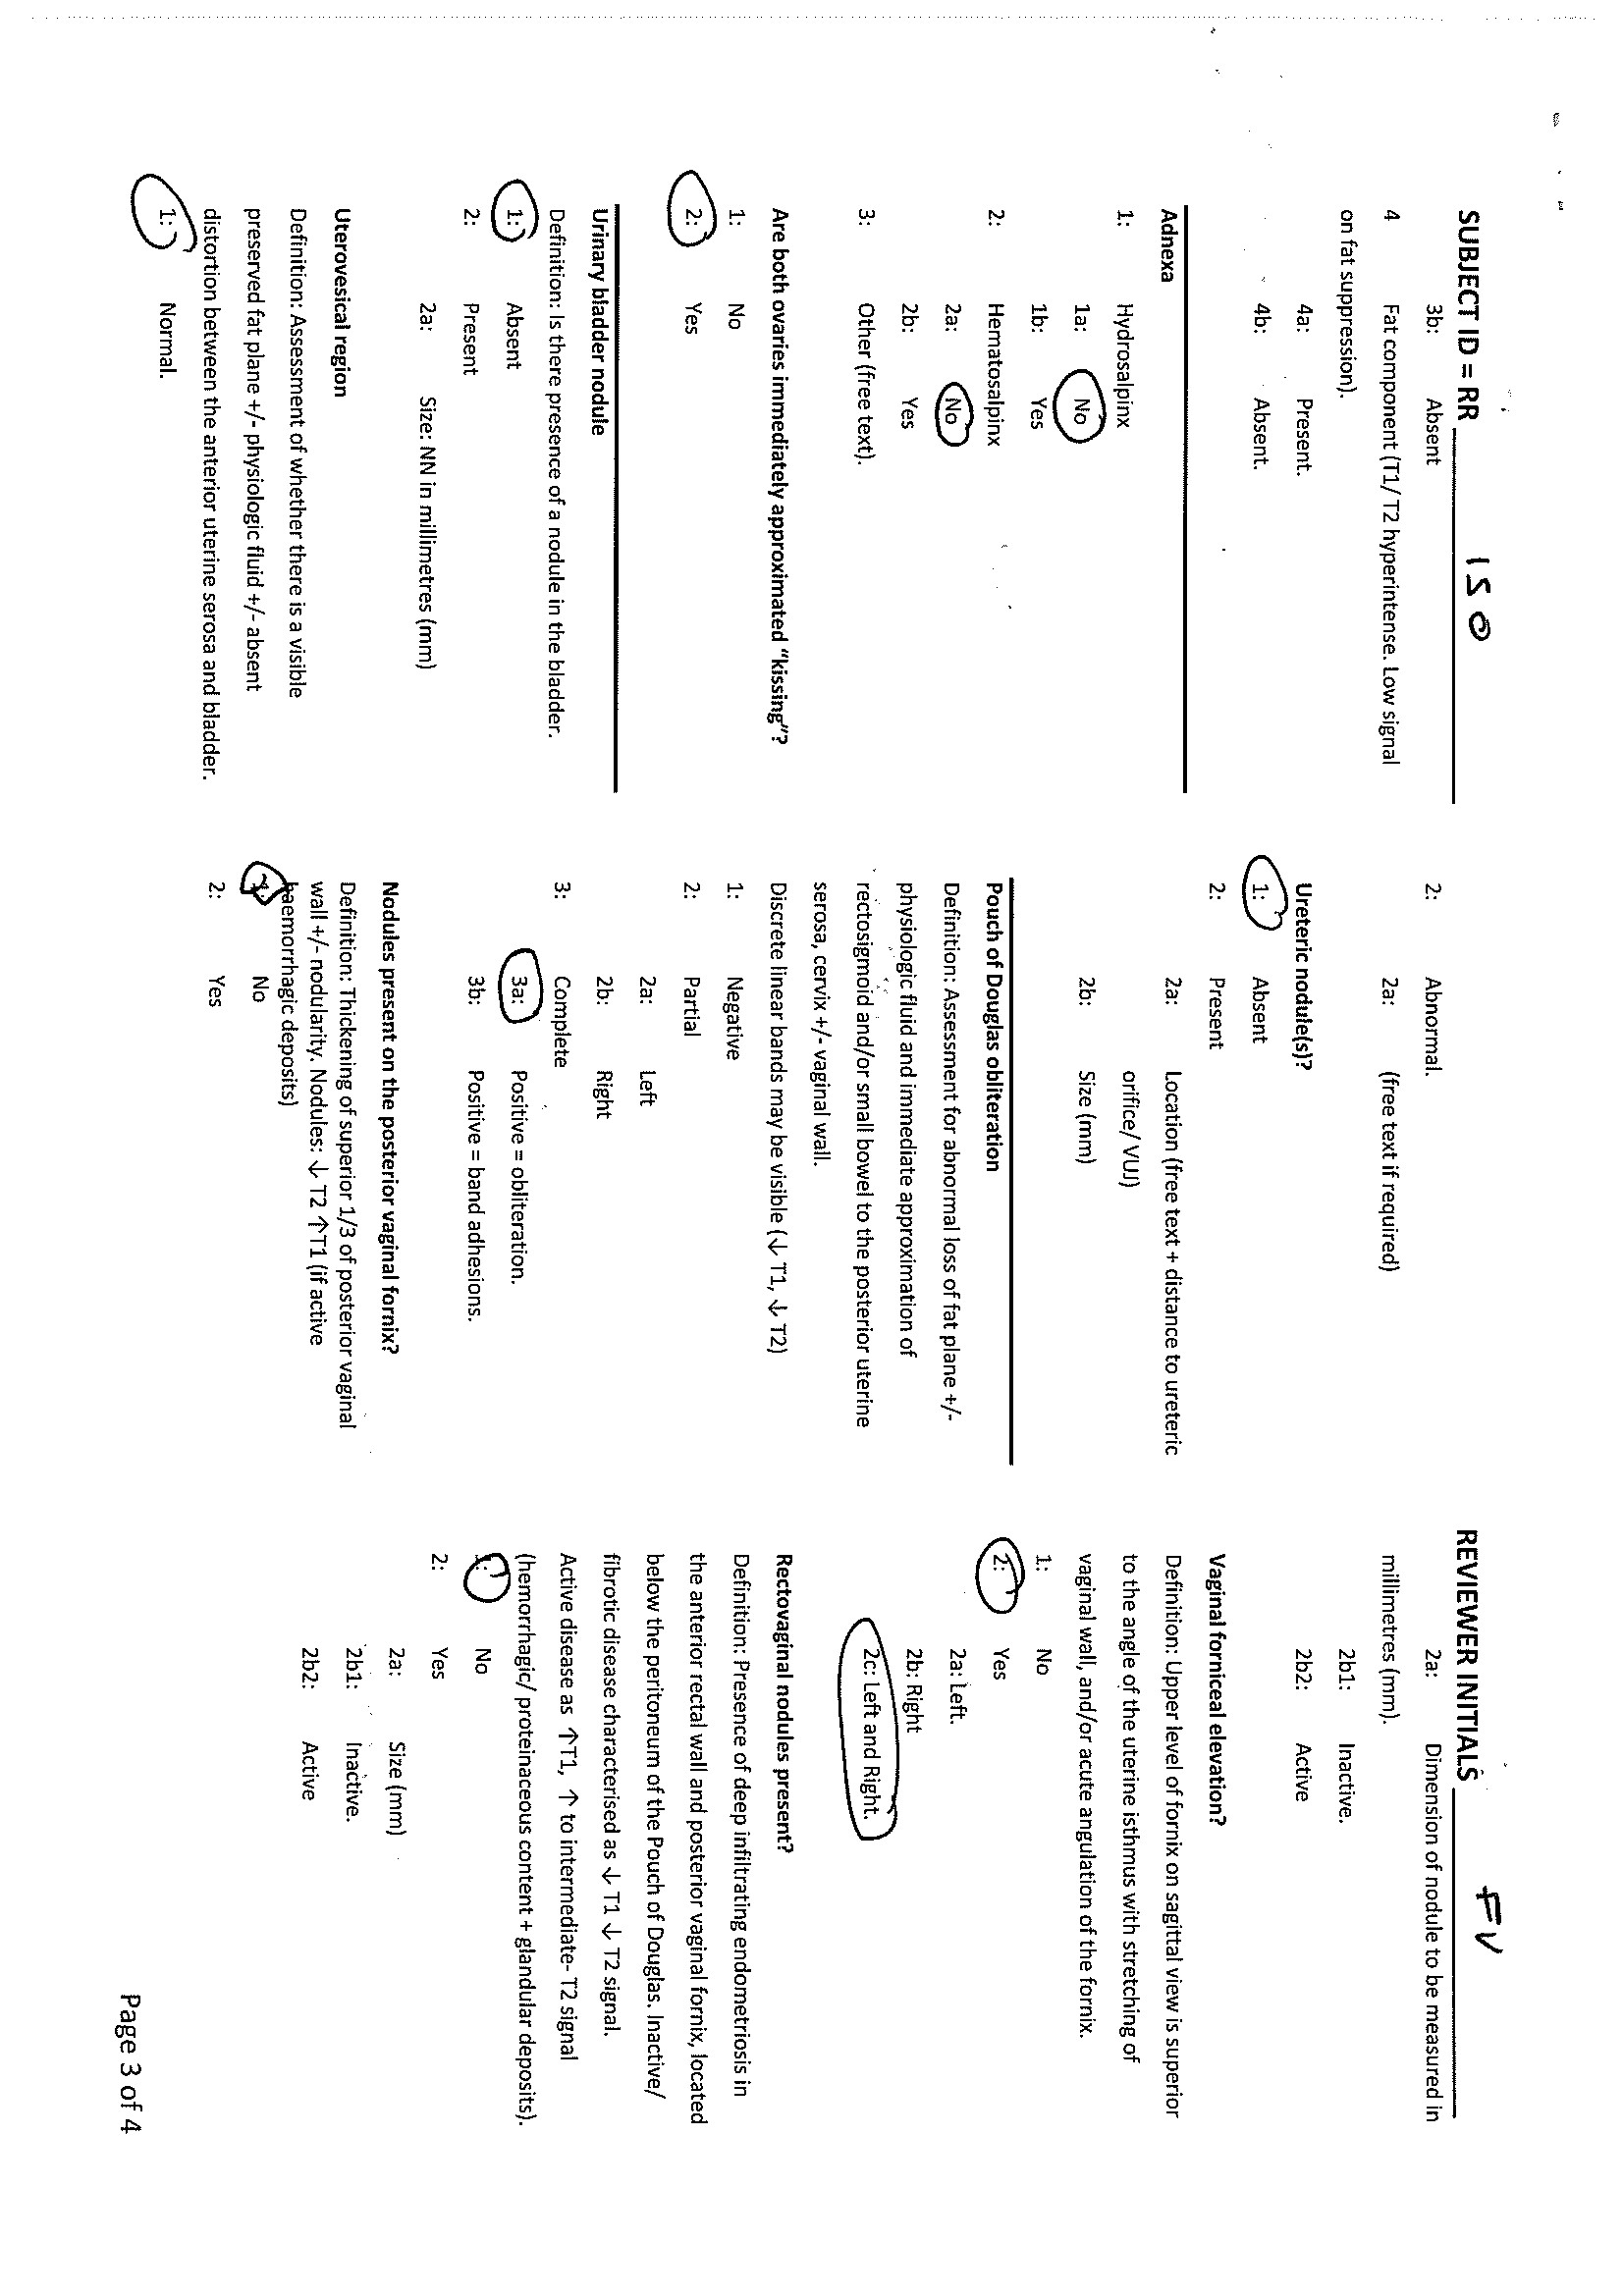 SUBJECT ID = RR 150
3b: Absent
4 Fat component (T1/ T2 hyperintense. Low signal
on fat suppression).
4a: Present.
4b: Absent.
Adnexa
1: Hydrosalpinx
1a: No
1b: Yes
2: Hematosalpinx
2a: No
2b: Yes
3: Other (free text).
Are both ovaries immediately approximated "kissing"?
1: No
2: Yes
Urinary bladder nodule
Definition: Is there presence of a nodule in the bladder.
1: Absent
2: Present
2a: Size: NN in millimetres (mm)
Uterovesical region
Definition: Assessment of whether there is a visible
preserved fat plane +/- physiologic fluid +/- absent
distortion between the anterior uterine serosa and bladder.
1: Normal.
2: Abnormal.
2a: (free text if required)
Ureteric nodule(s)?
1: Absent
2: Present
2a: Location (free text + distance to ureteric
orifice/ VUJ)
2b: Size (mm)
Pouch of Douglas obliteration
Definition: Assessment for abnormal loss of fat plane +/-
physiologic fluid and immediate approximation of
rectosigmoid and/or small bowel to the posterior uterine
serosa, cervix +/- vaginal wall.
Discrete linear bands may be visible (↓ T1, ↓ T2)
1: Negative
2: Partial
2a: Left
2b: Right
3: Complete
3a: Positive = obliteration.
3b: Positive = band adhesions.
Nodules present on the posterior vaginal fornix?
Definition: Thickening of superior 1/3 of posterior vaginal
wall +/- nodularity. Nodules: ↓ T2 ↑T1 (if active
haemorrhagic deposits)
1: No
2: Yes
REVIEWER INITIALS FV
2a: Dimension of nodule to be measured in
millimetres (mm).
2b1: Inactive.
2b2: Active
Vaginal forniceal elevation?
Definition: Upper level of fornix on sagittal view is superior
to the angle of the uterine isthmus with stretching of
vaginal wall, and/or acute angulation of the fornix.
1: No
2: Yes
2a: Left.
2b: Right
2c: Left and Right.
Rectovaginal nodules present?
Definition:: Presence of deep infiltrating endometriosis in
the anterior rectal wall and posterior vaginal fornix, located
below the peritoneum of the Pouch of Douglas. Inactive/
fibrotic disease characterised as ↓ T1 ↓ T2 signal.
Active disease as ↑T1, ↑ to intermediate- T2 signal
(hemorrhagic/ proteinaceous content + glandular deposits).
No
2: Yes
2a: Size (mm)
2b1: Inactive.
2b2: Active
Page 3 of 4